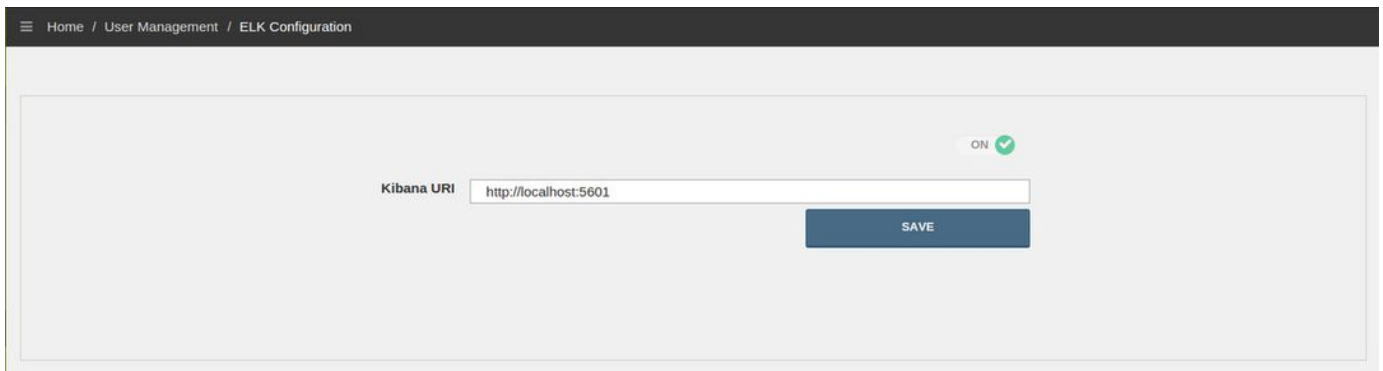 Home / User Management / ELK Configuration
ON
Kibana URI
http://localhost:5601
SAVE